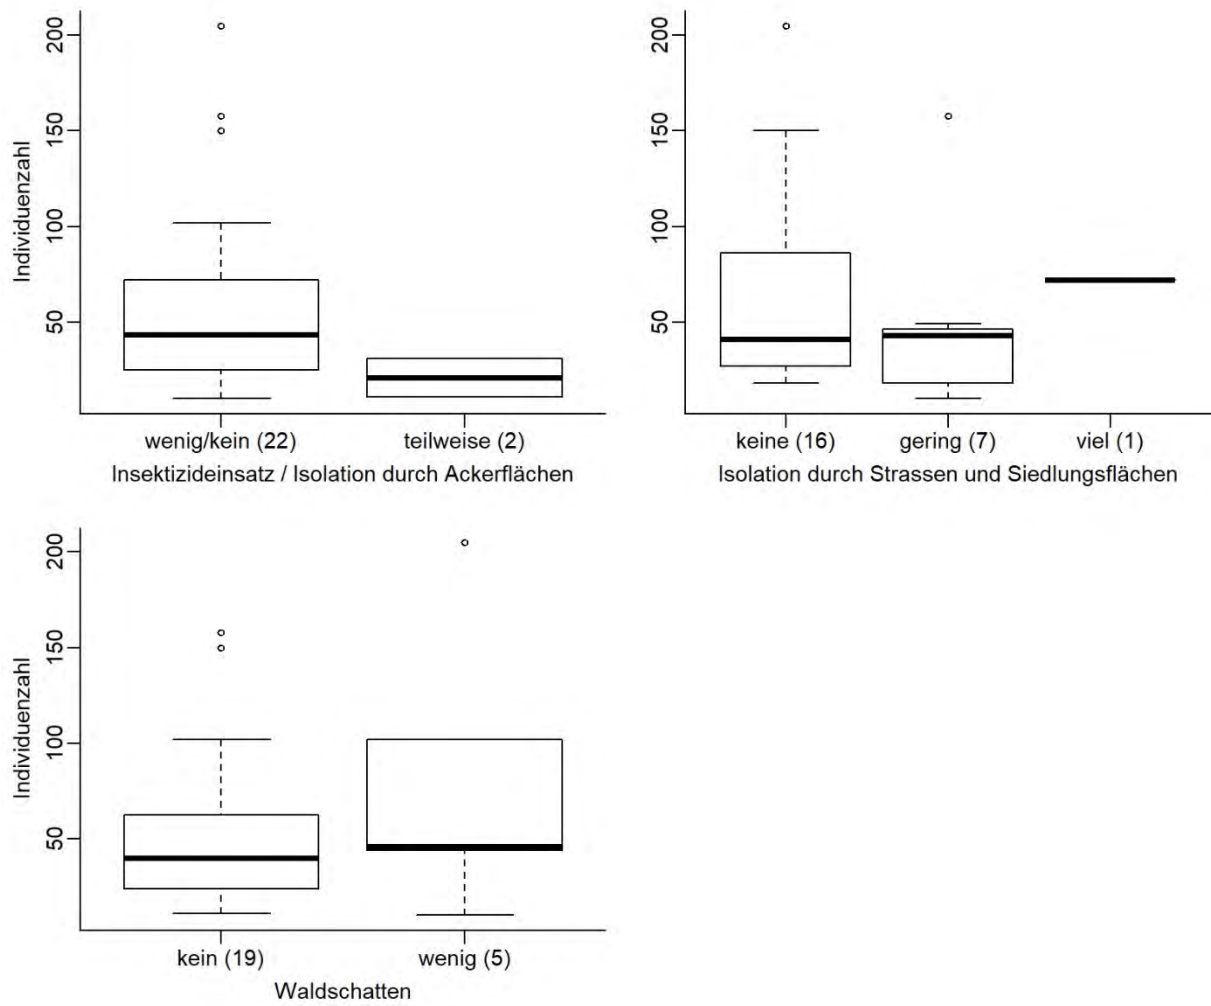 Individuenzahl
200
150
100
50
wenig/kein (22) teilweise (2)
Insektizideinsatz / Isolation durch Ackerflächen
200
150
100
50
keine (16) gering (7) viel (1)
Isolation durch Strassen und Siedlungsflächen
Individuenzahl
200
150
100
50
kein (19) wenig (5)
Waldschatten